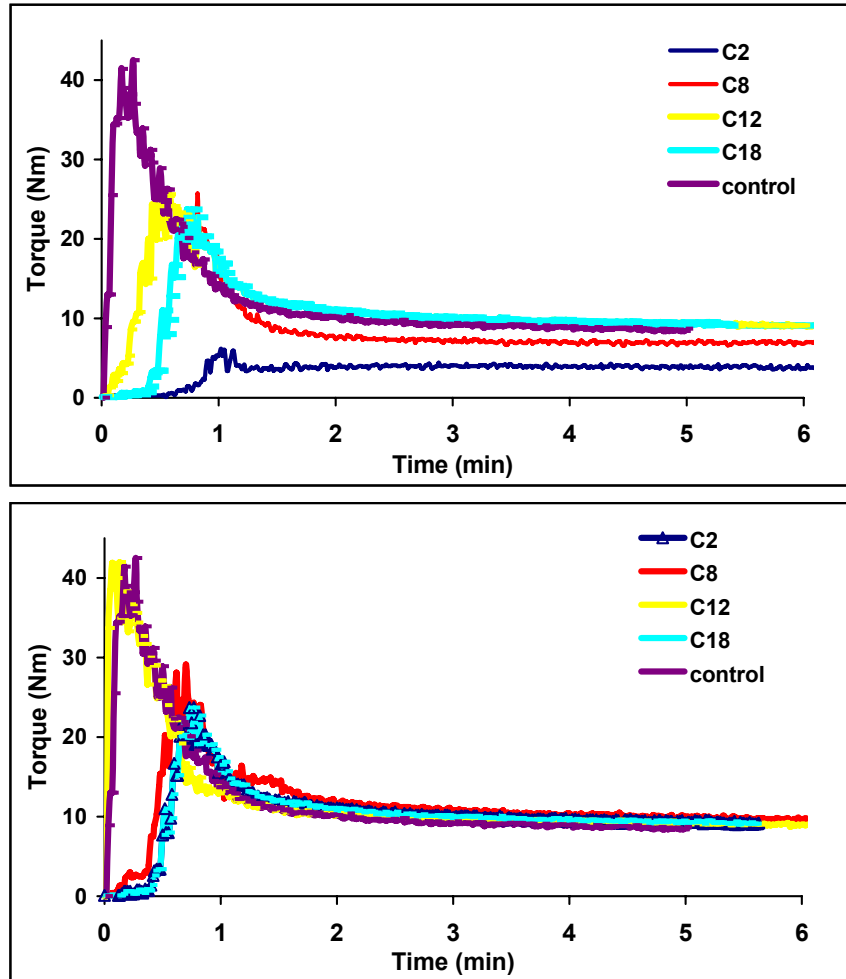 C2
C8
C12
C18
control
Torque (Nm)
40
30
20
10
0
0 1 2 3 4 5 6
Time (min)
C2
C8
C12
C18
control
Torque (Nm)
40
30
20
10
0
0 1 2 3 4 5 6
Time (min)